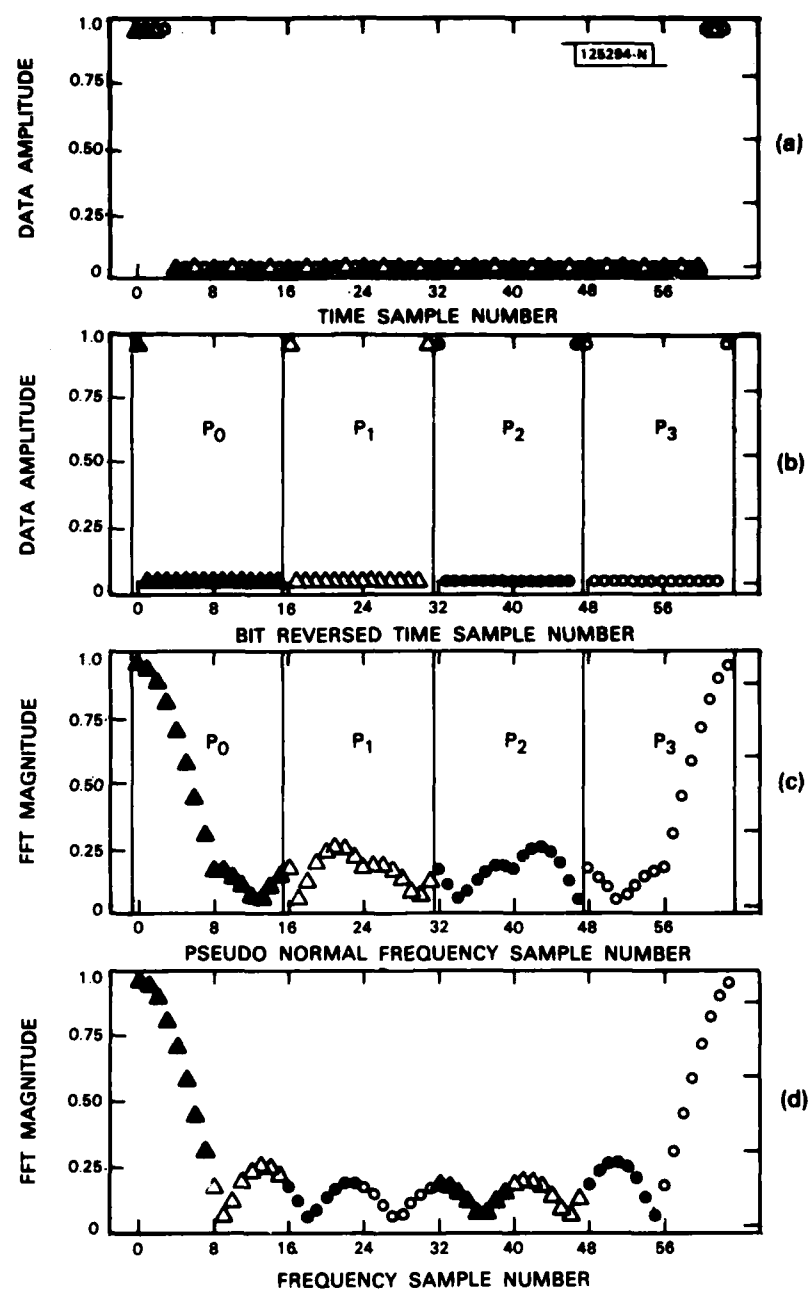 1.0
125294-N
0.75
DATA AMPLITUDE
(a)
0.50
0.25
0
0 8 16 24 32 40 48 56
TIME SAMPLE NUMBER
1.0
0.75
DATA AMPLITUDE
P0 P1 P2 P3
(b)
0.50
0.25
0
0 8 16 24 32 40 48 56
BIT REVERSED TIME SAMPLE NUMBER
1.0
0.75
FFT MAGNITUDE
P0 P1 P2 P3
(c)
0.50
0.25
0
0 8 16 24 32 40 48 56
PSEUDO NORMAL FREQUENCY SAMPLE NUMBER
1.0
0.75
FFT MAGNITUDE
(d)
0.50
0.25
0
0 8 16 24 32 40 48 56
FREQUENCY SAMPLE NUMBER